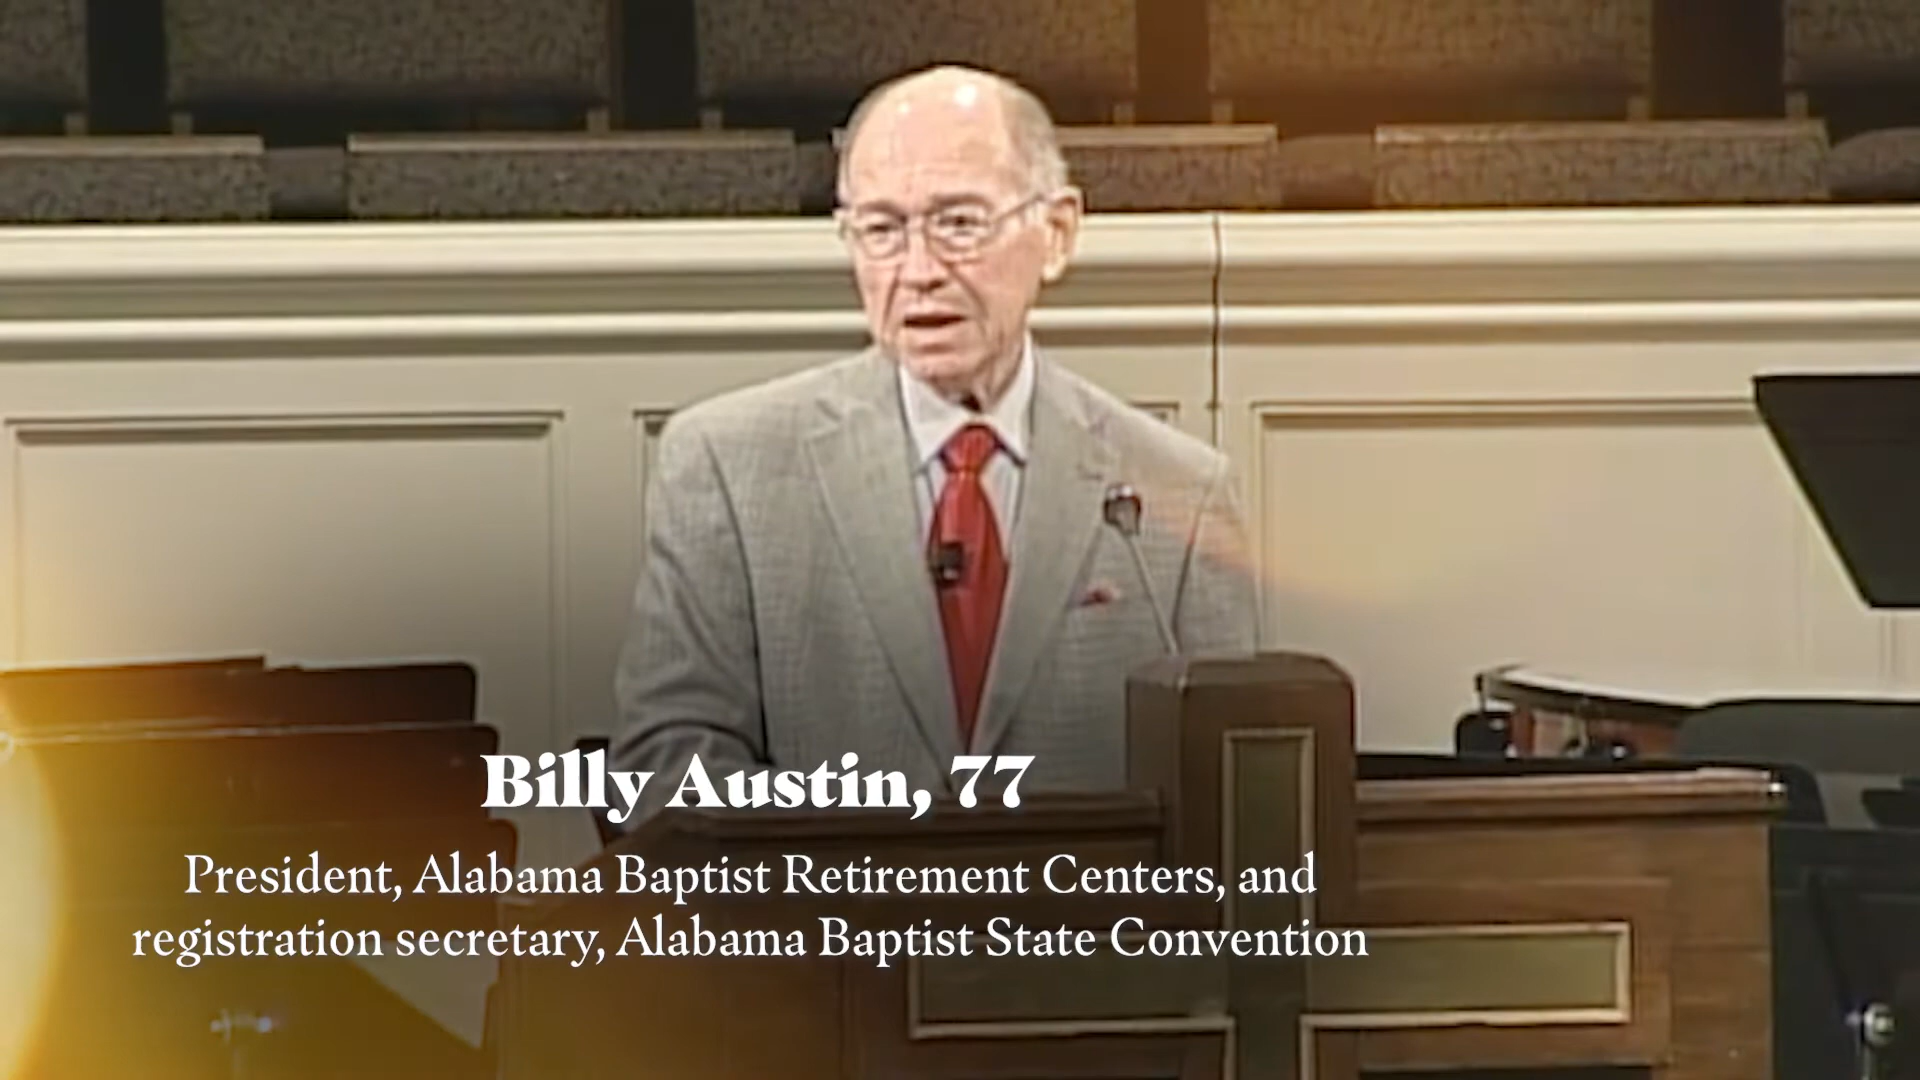 Billy Austin, 77
President, Alabama Baptist Retirement Centers, and
registration secretary, Alabama Baptist State Convention